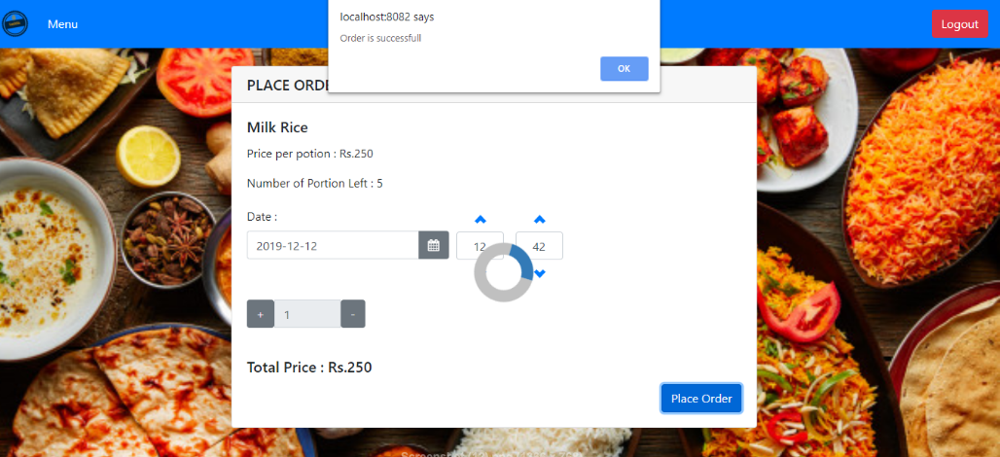 Menu
localhost:8082 says
Order is successfull
OK
Logout
PLACE ORDE
Milk Rice
Price per potion : Rs.250
Number of Portion Left : 5
Date :
2019-12-12
12
42
+
1
-
Total Price : Rs.250
Place Order